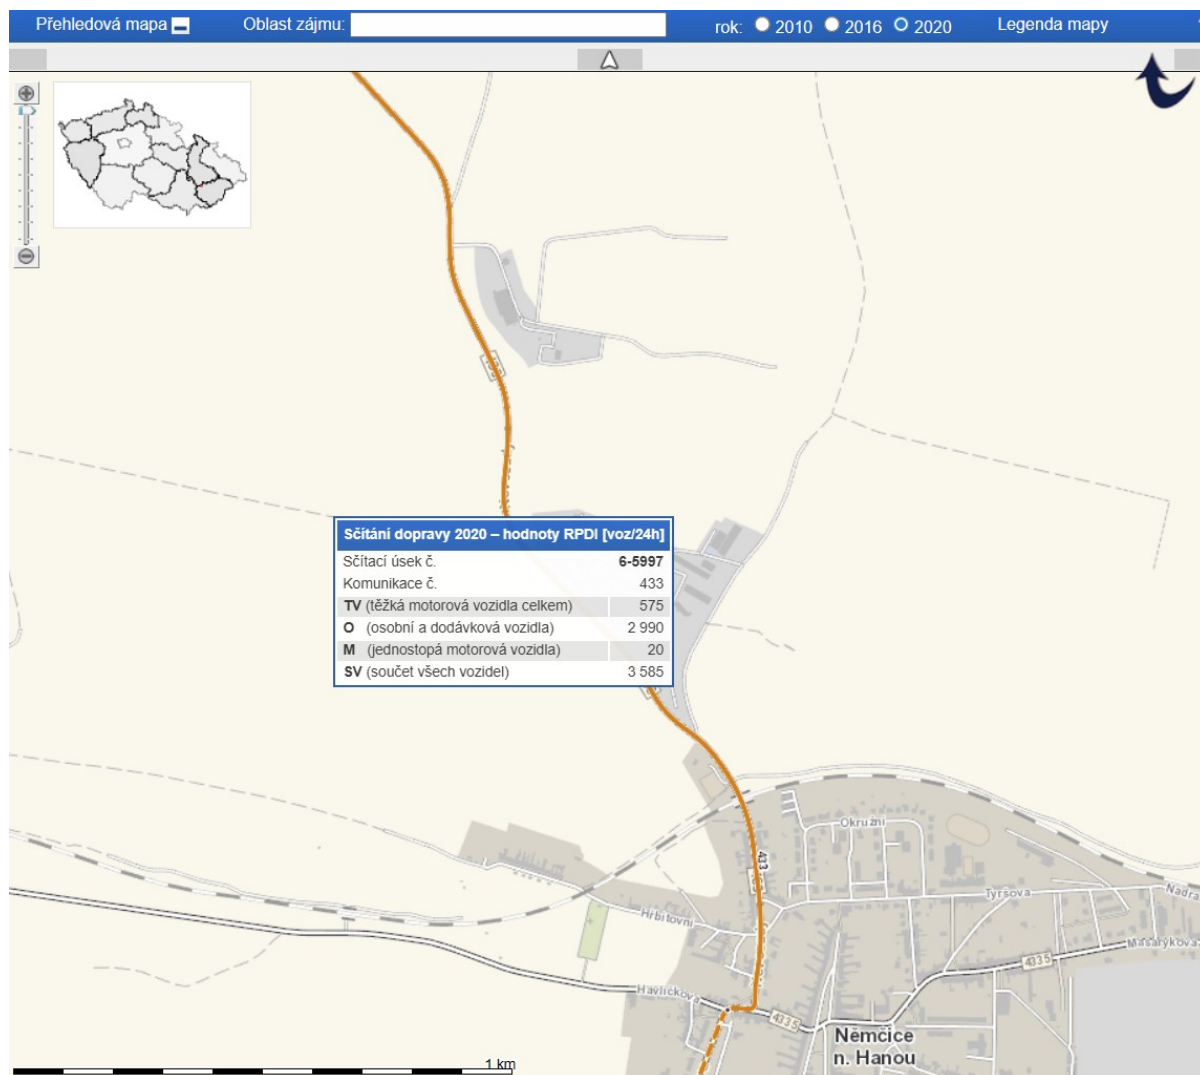 Přehledová mapa
Oblast zájmu:
rok: 2010 2016 2020
Legenda mapy
433
Sčítání dopravy 2020 – hodnoty RPDI [voz/24h]
Sčítací úsek č. 6-5997
Komunikace č. 433
TV (těžká motorová vozidla celkem) 575
O (osobní a dodávková vozidla) 2 990
M (jednostopá motorová vozidla) 20
SV (součet všech vozidel) 3 585
Okružní
433
Tyršova
Nádra
Hřbitovní
Masarykova
4335
Havlíčkova
4335
Němčice
n. Hanou
1 km